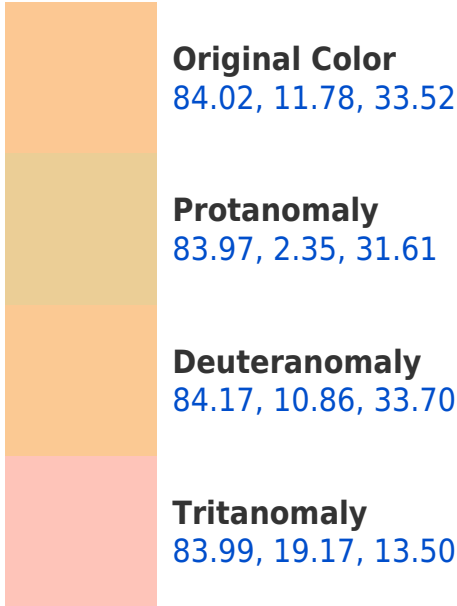 Original Color
84.02, 11.78, 33.52
Protanomaly
83.97, 2.35, 31.61
Deuteranomaly
84.17, 10.86, 33.70
Tritanomaly
83.99, 19.17, 13.50